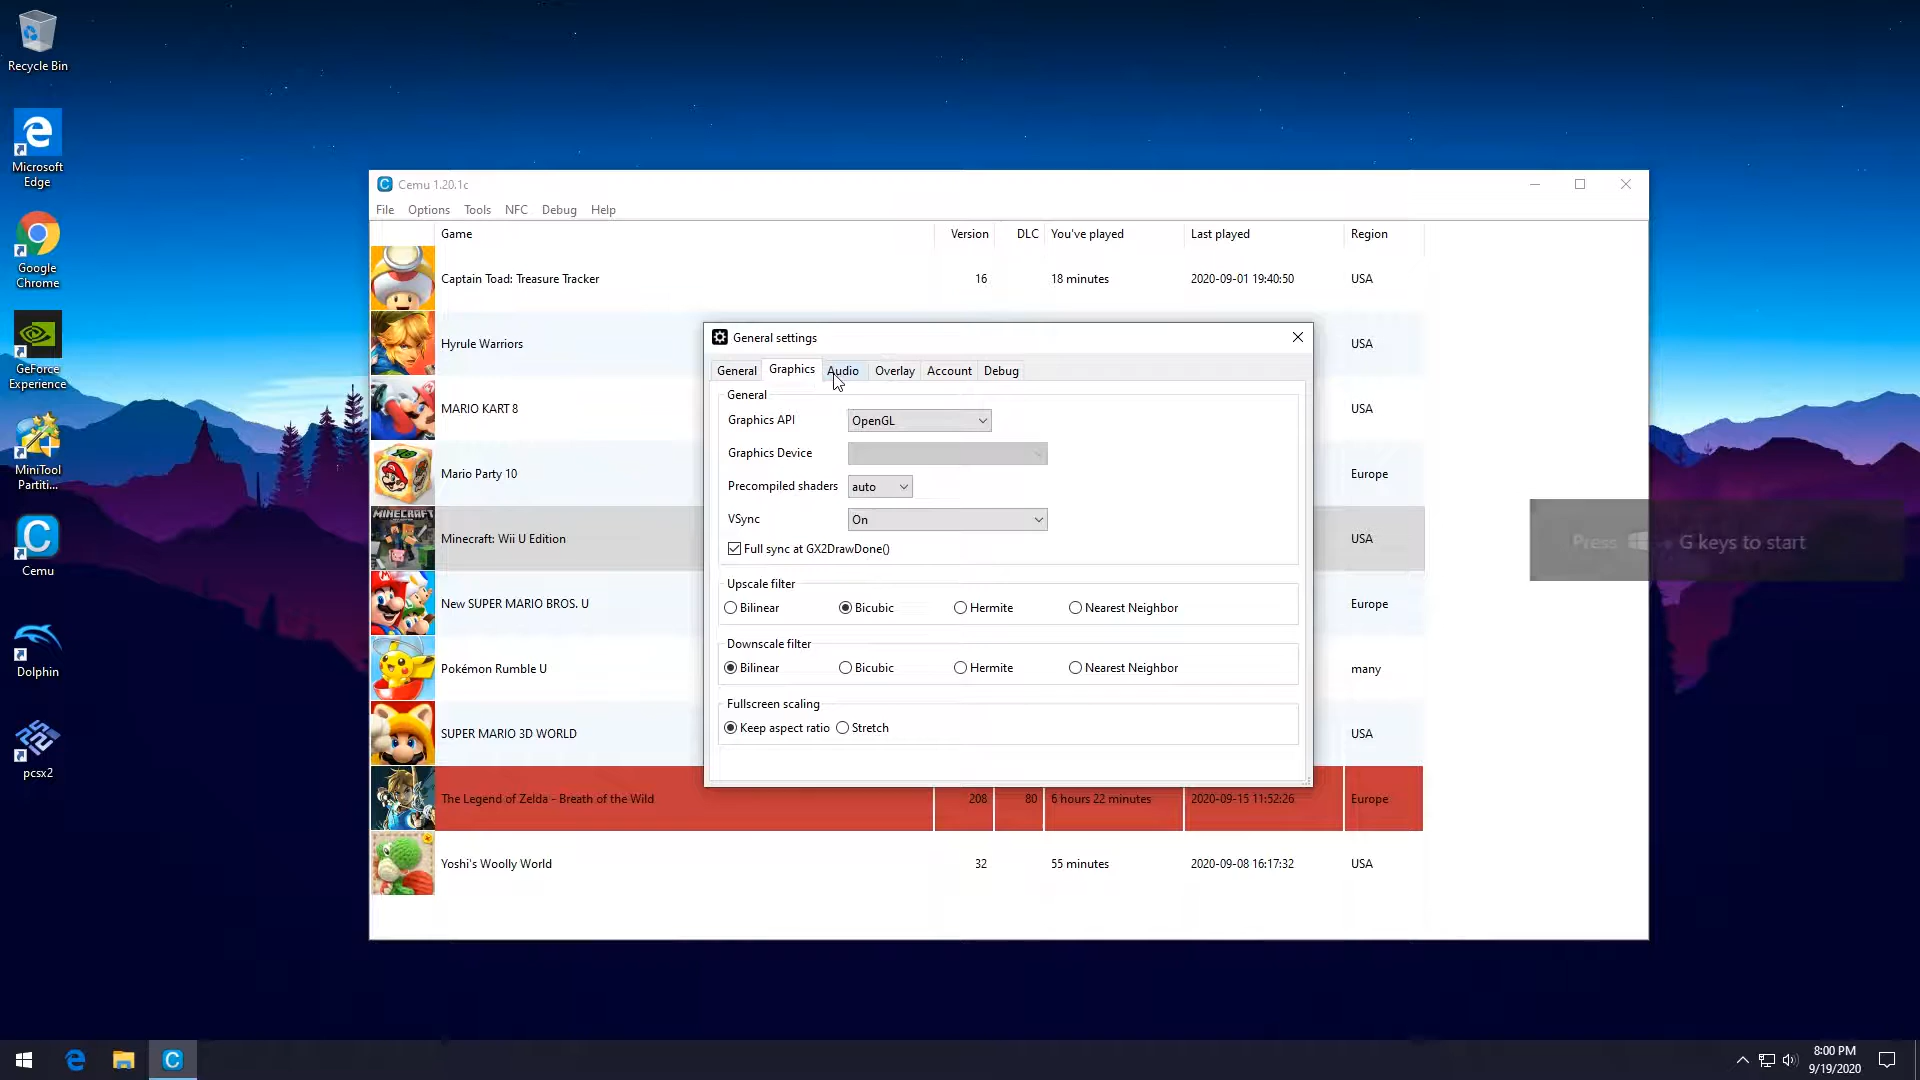 Recycle Bin
Microsoft
Edge
Google
Chrome
GeForce
Experience
MiniTool
Partiti...
Cemu
Dolphin
pcsx2
Cemu 1.20.1c
File Options Tools NFC Debug Help
Game Version DLC You've played Last played Region
Captain Toad: Treasure Tracker 16 18 minutes 2020-09-01 19:40:50 USA
Hyrule Warriors USA
MARIO KART 8 USA
Mario Party 10 Europe
MINECRAFT
Minecraft: Wii U Edition USA
New SUPER MARIO BROS. U Europe
Pokémon Rumble U many
SUPER MARIO 3D WORLD USA
The Legend of Zelda - Breath of the Wild 208 80 6 hours 22 minutes 2020-09-15 11:52:26 Europe
Yoshi's Woolly World 32 55 minutes 2020-09-08 16:17:32 USA
General settings
General Graphics Audio Overlay Account Debug
General
Graphics API OpenGL
Graphics Device
Precompiled shaders auto
VSync On
Full sync at GX2DrawDone()
Upscale filter
Bilinear Bicubic Hermite Nearest Neighbor
Downscale filter
Bilinear Bicubic Hermite Nearest Neighbor
Fullscreen scaling
Keep aspect ratio Stretch
Press + G keys to start
8:00 PM
9/19/2020